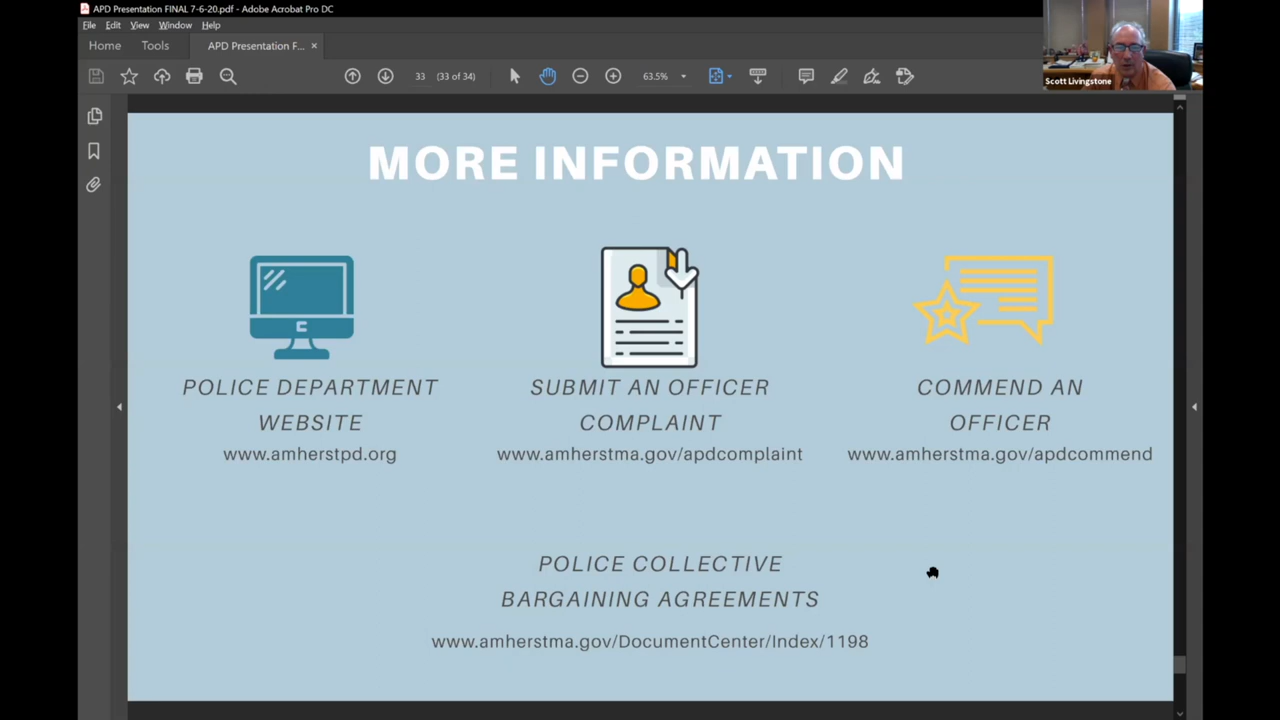 APD Presentation FINAL 7-6-20.pdf - Adobe Acrobat Pro DC
File Edit View Window Help
Home Tools APD Presentation F... ×
33 (33 of 34) 63.5%
Scott Livingstone
MORE INFORMATION
POLICE DEPARTMENT
WEBSITE
www.amherstpd.org
SUBMIT AN OFFICER
COMPLAINT
www.amherstma.gov/apdcomplaint
COMMEND AN
OFFICER
www.amherstma.gov/apdcommend
POLICE COLLECTIVE
BARGAINING AGREEMENTS
www.amherstma.gov/DocumentCenter/Index/1198